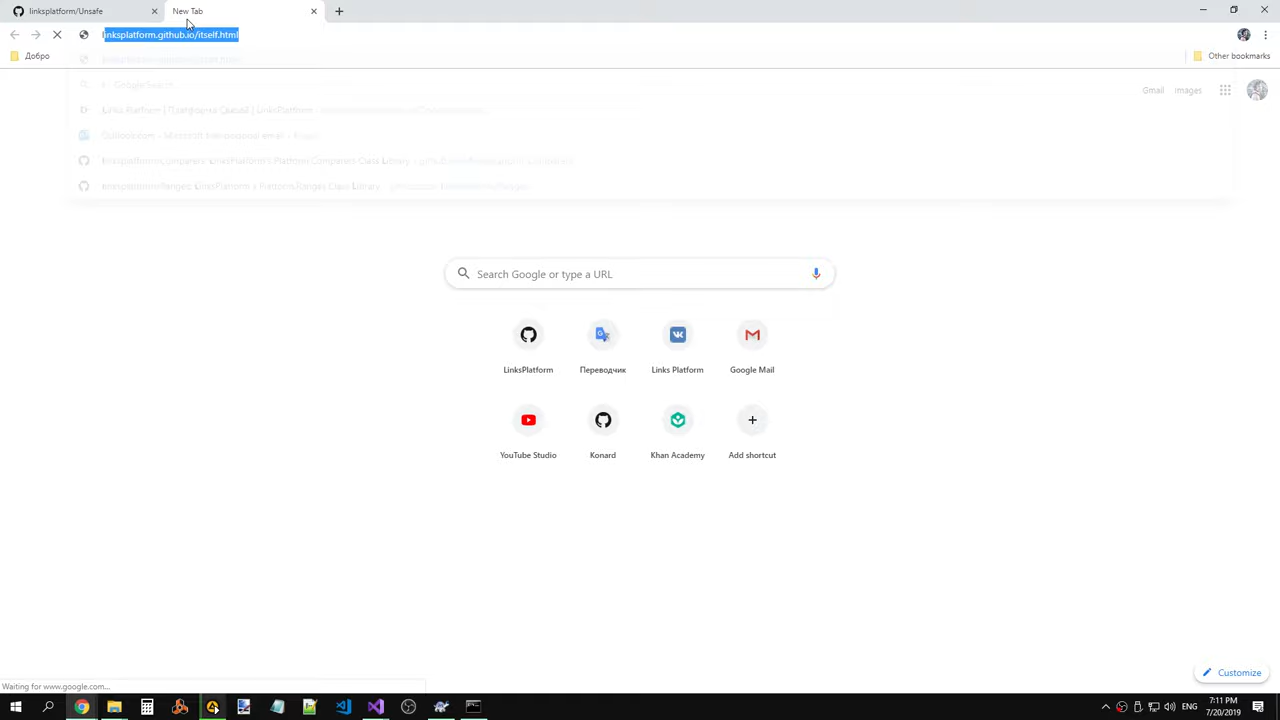 linksplatform/Unsafe
New Tab
linksplatform.github.io/itself.html
Добро
Other bookmarks
Google Search
Gmail
Images
Search Google or type a URL
LinksPlatform
Переводчик
Links Platform
Google Mail
YouTube Studio
Konard
Khan Academy
Add shortcut
Customize
Waiting for www.google.com...
ENG
7:11 PM
7/20/2019